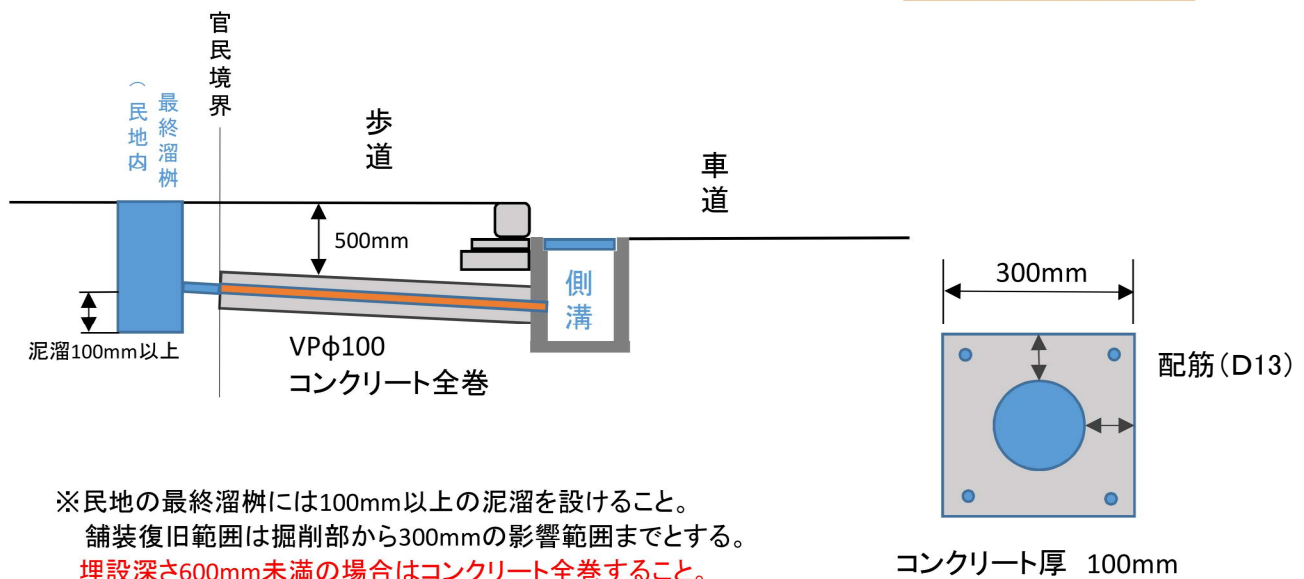 官民境界
最終溜桝
(民地内)
歩道
車道
500mm
側溝
泥溜100mm以上
VPφ100
コンクリート全巻
300mm
配筋(D13)
コンクリート厚 100mm
※民地の最終溜桝には100mm以上の泥溜を設けること。
舗装復旧範囲は掘削部から300mmの影響範囲までとする。
埋設深さ600mm未満の場合はコンクリート全巻すること。